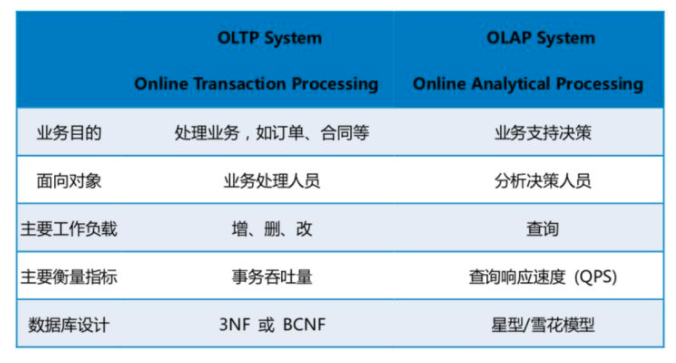 OLTP System OLAP System
Online Transaction Processing Online Analytical Processing
业务目的 处理业务，如订单、合同等 业务支持决策
面向对象 业务处理人员 分析决策人员
主要工作负载 增、删、改 查询
主要衡量指标 事务吞吐量 查询响应速度 (QPS)
数据库设计 3NF 或 BCNF 星型/雪花模型